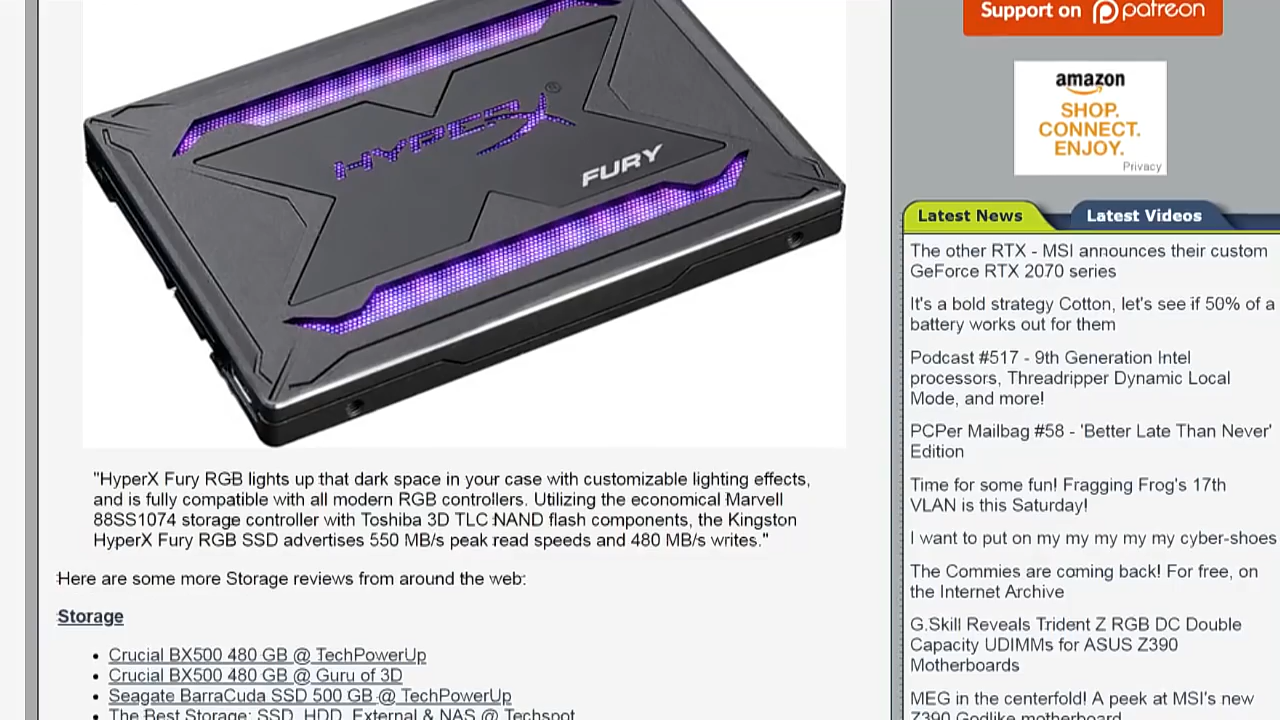 HYPERX
FURY
"HyperX Fury RGB lights up that dark space in your case with customizable lighting effects,
and is fully compatible with all modern RGB controllers. Utilizing the economical Marvell
88SS1074 storage controller with Toshiba 3D TLC NAND flash components, the Kingston
HyperX Fury RGB SSD advertises 550 MB/s peak read speeds and 480 MB/s writes."
Here are some more Storage reviews from around the web:
Storage
• Crucial BX500 480 GB @ TechPowerUp
• Crucial BX500 480 GB @ Guru of 3D
• Seagate BarraCuda SSD 500 GB @ TechPowerUp
• The Best Storage: SSD, HDD, External & NAS @ Techspot
Support on patreon
amazon
SHOP.
CONNECT.
ENJOY.
Privacy
Latest News Latest Videos
The other RTX - MSI announces their custom
GeForce RTX 2070 series
It's a bold strategy Cotton, let's see if 50% of a
battery works out for them
Podcast #517 - 9th Generation Intel
processors, Threadripper Dynamic Local
Mode, and more!
PCPer Mailbag #58 - 'Better Late Than Never'
Edition
Time for some fun! Fragging Frog's 17th
VLAN is this Saturday!
I want to put on my my my my my cyber-shoes
The Commies are coming back! For free, on
the Internet Archive
G.Skill Reveals Trident Z RGB DC Double
Capacity UDIMMs for ASUS Z390
Motherboards
MEG in the centerfold! A peek at MSI's new
Z390 Godlike motherboard